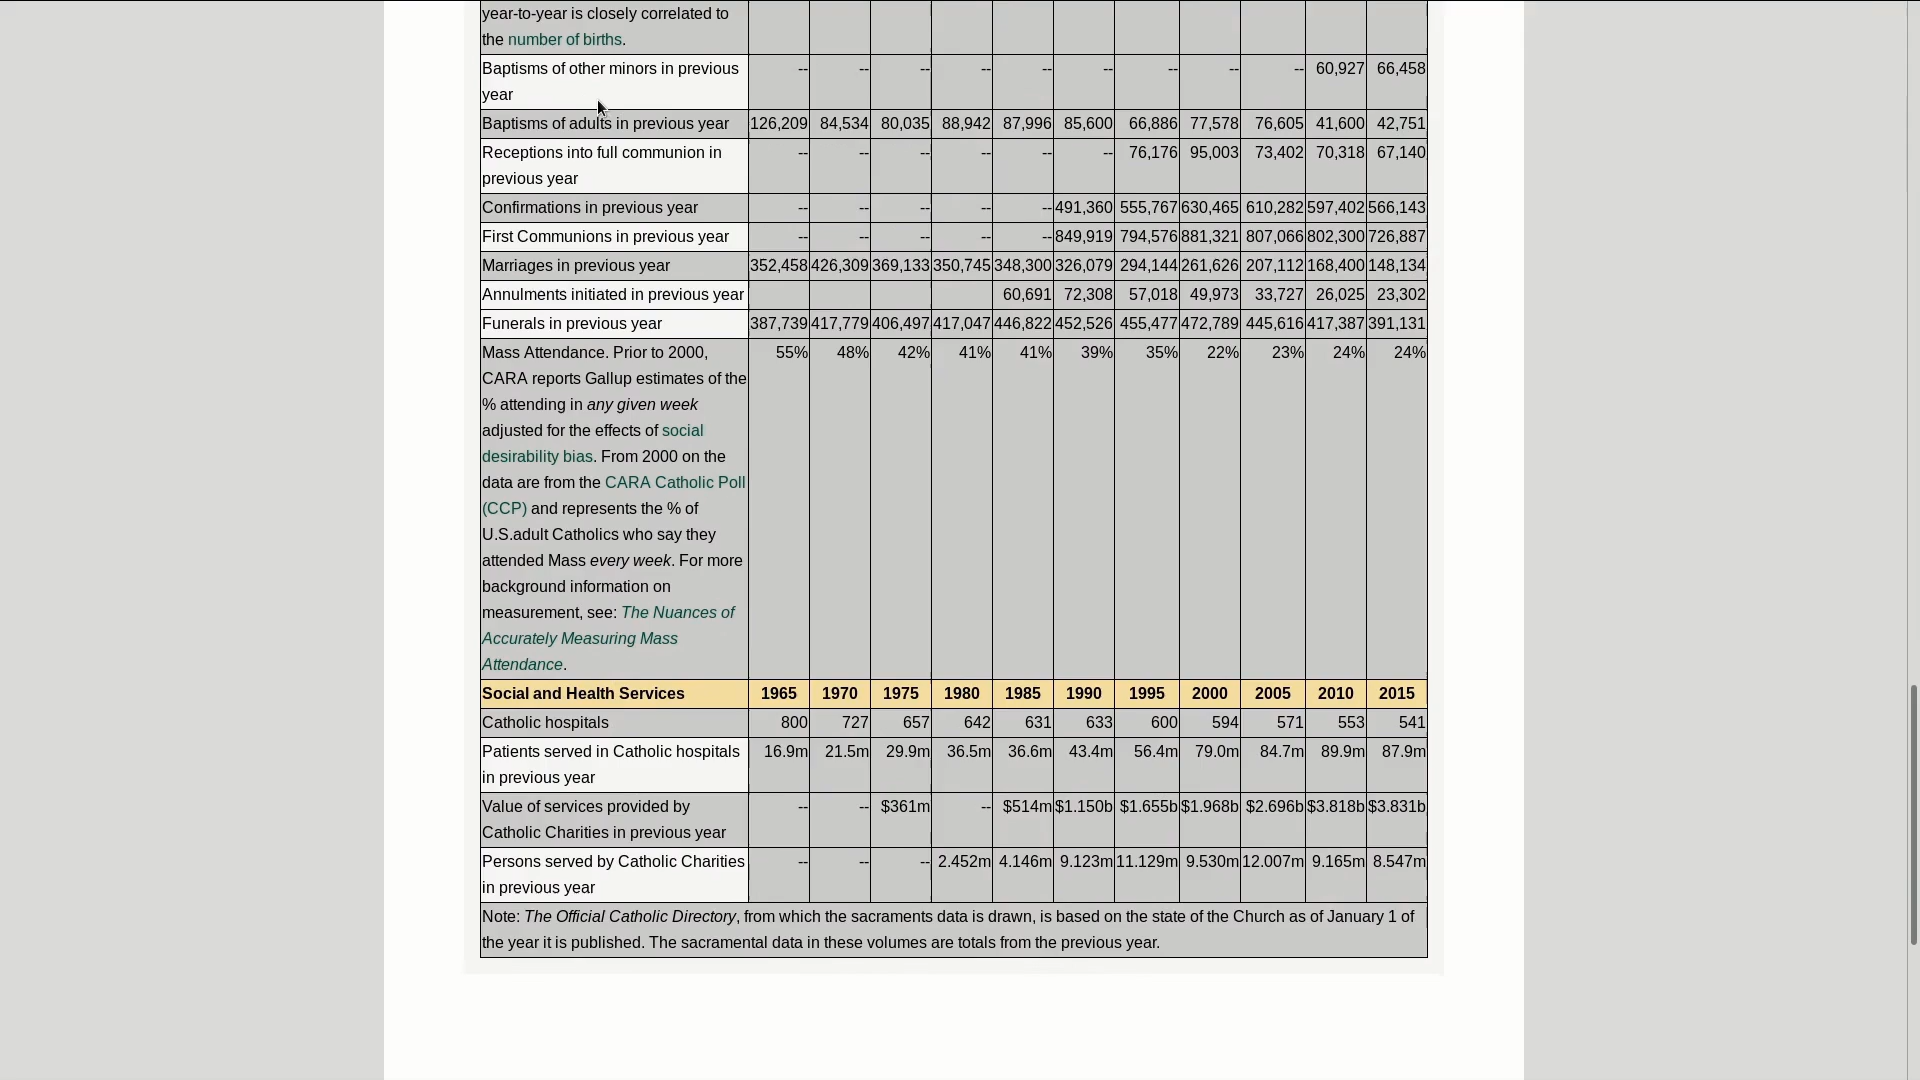 year-to-year is closely correlated to
the number of births.
Baptisms of other minors in previous -- -- -- -- -- -- -- -- -- 60,927 66,458
year
Baptisms of adults in previous year 126,209 84,534 80,035 88,942 87,996 85,600 66,886 77,578 76,605 41,600 42,751
Receptions into full communion in -- -- -- -- -- -- 76,176 95,003 73,402 70,318 67,140
previous year
Confirmations in previous year -- -- -- -- -- 491,360 555,767 630,465 610,282 597,402 566,143
First Communions in previous year -- -- -- -- -- 849,919 794,576 881,321 807,066 802,300 726,887
Marriages in previous year 352,458 426,309 369,133 350,745 348,300 326,079 294,144 261,626 207,112 168,400 148,134
Annulments initiated in previous year 60,691 72,308 57,018 49,973 33,727 26,025 23,302
Funerals in previous year 387,739 417,779 406,497 417,047 446,822 452,526 455,477 472,789 445,616 417,387 391,131
Mass Attendance. Prior to 2000, 55% 48% 42% 41% 41% 39% 35% 22% 23% 24% 24%
CARA reports Gallup estimates of the
% attending in any given week
adjusted for the effects of social
desirability bias. From 2000 on the
data are from the CARA Catholic Poll
(CCP) and represents the % of
U.S.adult Catholics who say they
attended Mass every week. For more
background information on
measurement, see: The Nuances of
Accurately Measuring Mass
Attendance.
Social and Health Services 1965 1970 1975 1980 1985 1990 1995 2000 2005 2010 2015
Catholic hospitals 800 727 657 642 631 633 600 594 571 553 541
Patients served in Catholic hospitals 16.9m 21.5m 29.9m 36.5m 36.6m 43.4m 56.4m 79.0m 84.7m 89.9m 87.9m
in previous year
Value of services provided by -- -- $361m -- $514m $1.150b $1.655b $1.968b $2.696b $3.818b $3.831b
Catholic Charities in previous year
Persons served by Catholic Charities -- -- -- 2.452m 4.146m 9.123m 11.129m 9.530m 12.007m 9.165m 8.547m
in previous year
Note: The Official Catholic Directory, from which the sacraments data is drawn, is based on the state of the Church as of January 1 of
the year it is published. The sacramental data in these volumes are totals from the previous year.